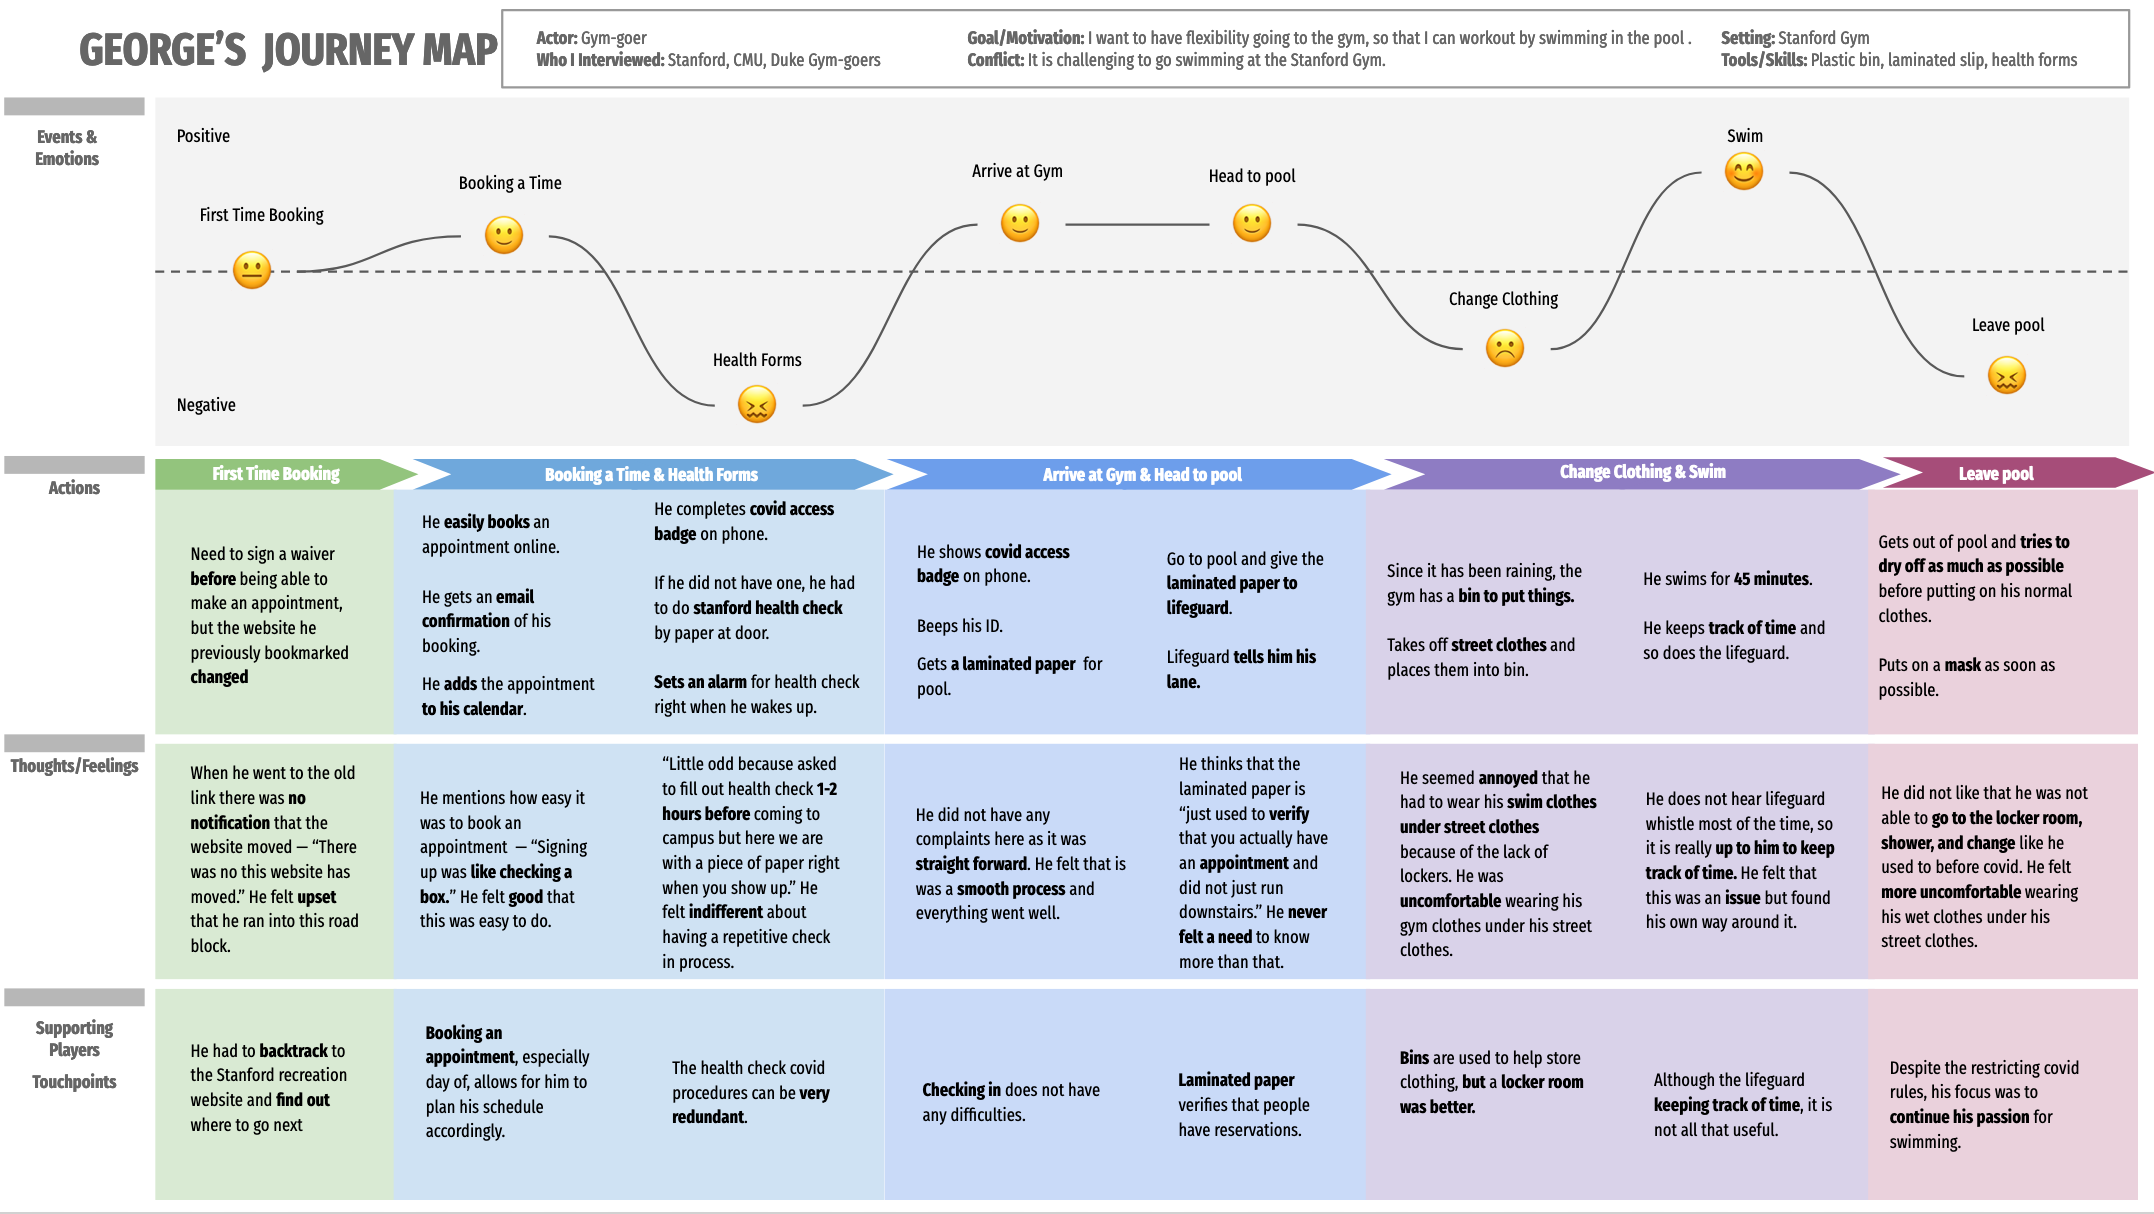 GEORGE'S JOURNEY MAP
Actor: Gym-goer
Who I Interviewed: Stanford, CMU, Duke Gym-goers
Goal/Motivation: I want to have flexibility going to the gym, so that I can workout by swimming in the pool .
Conflict: It is challenging to go swimming at the Stanford Gym.
Setting: Stanford Gym
Tools/Skills: Plastic bin, laminated slip, health forms
Events &
Emotions
Positive
Negative
First Time Booking
Booking a Time
Health Forms
Arrive at Gym
Head to pool
Change Clothing
Swim
Leave pool
Actions
First Time Booking
Booking a Time & Health Forms
Arrive at Gym & Head to pool
Change Clothing & Swim
Leave pool
Need to sign a waiver
before being able to
make an appointment,
but the website he
previously bookmarked
changed
He easily books an
appointment online.
He gets an email
confirmation of his
booking.
He adds the appointment
to his calendar.
He completes covid access
badge on phone.
If he did not have one, he had
to do stanford health check
by paper at door.
Sets an alarm for health check
right when he wakes up.
He shows covid access
badge on phone.
Beeps his ID.
Gets a laminated paper for
pool.
Go to pool and give the
laminated paper to
lifeguard.
Lifeguard tells him his
lane.
Since it has been raining, the
gym has a bin to put things.
Takes off street clothes and
places them into bin.
He swims for 45 minutes.
He keeps track of time and
so does the lifeguard.
Gets out of pool and tries to
dry off as much as possible
before putting on his normal
clothes.
Puts on a mask as soon as
possible.
Thoughts/Feelings
When he went to the old
link there was no
notification that the
website moved — “There
was no this website has
moved.” He felt upset
that he ran into this road
block.
He mentions how easy it
was to book an
appointment — “Signing
up was like checking a
box.” He felt good that
this was easy to do.
“Little odd because asked
to fill out health check 1-2
hours before coming to
campus but here we are
with a piece of paper right
when you show up.” He
felt indifferent about
having a repetitive check
in process.
He did not have any
complaints here as it was
straight forward. He felt that is
was a smooth process and
everything went well.
He thinks that the
laminated paper is
“just used to verify
that you actually have
an appointment and
did not just run
downstairs.” He never
felt a need to know
more than that.
He seemed annoyed that he
had to wear his swim clothes
under street clothes
because of the lack of
lockers. He was
uncomfortable wearing his
gym clothes under his street
clothes.
He does not hear lifeguard
whistle most of the time, so
it is really up to him to keep
track of time. He felt that
this was an issue but found
his own way around it.
He did not like that he was not
able to go to the locker room,
shower, and change like he
used to before covid. He felt
more uncomfortable wearing
his wet clothes under his
street clothes.
Supporting
Players
Touchpoints
He had to backtrack to
the Stanford recreation
website and find out
where to go next
Booking an
appointment, especially
day of, allows for him to
plan his schedule
accordingly.
The health check covid
procedures can be very
redundant.
Checking in does not have
any difficulties.
Laminated paper
verifies that people
have reservations.
Bins are used to help store
clothing, but a locker room
was better.
Although the lifeguard
keeping track of time, it is
not all that useful.
Despite the restricting covid
rules, his focus was to
continue his passion for
swimming.